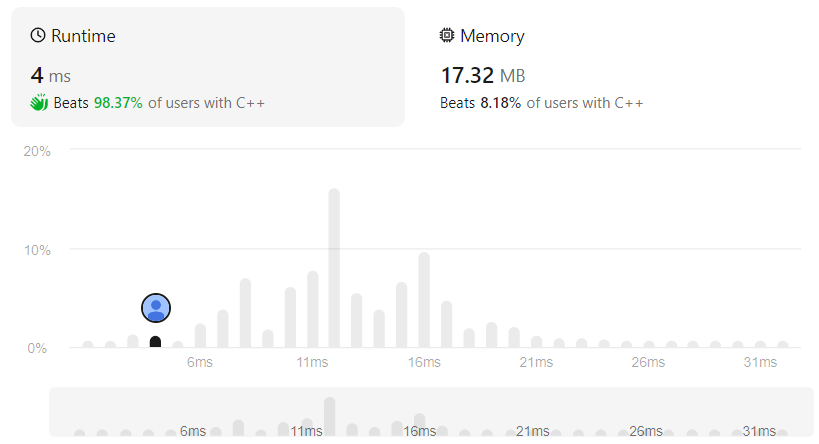 Runtime
4 ms
Beats 98.37% of users with C++
Memory
17.32 MB
Beats 8.18% of users with C++
20%
10%
0%
6ms 11ms 16ms 21ms 26ms 31ms
6ms 11ms 16ms 21ms 26ms 31ms